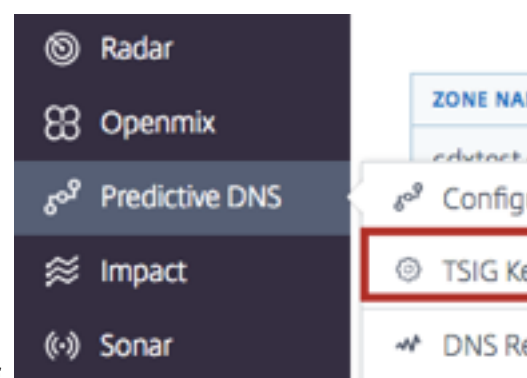 Radar
ZONE NA
Openmix
Predictive DNS
Config
Impact
TSIG Ke
Sonar
DNS Re